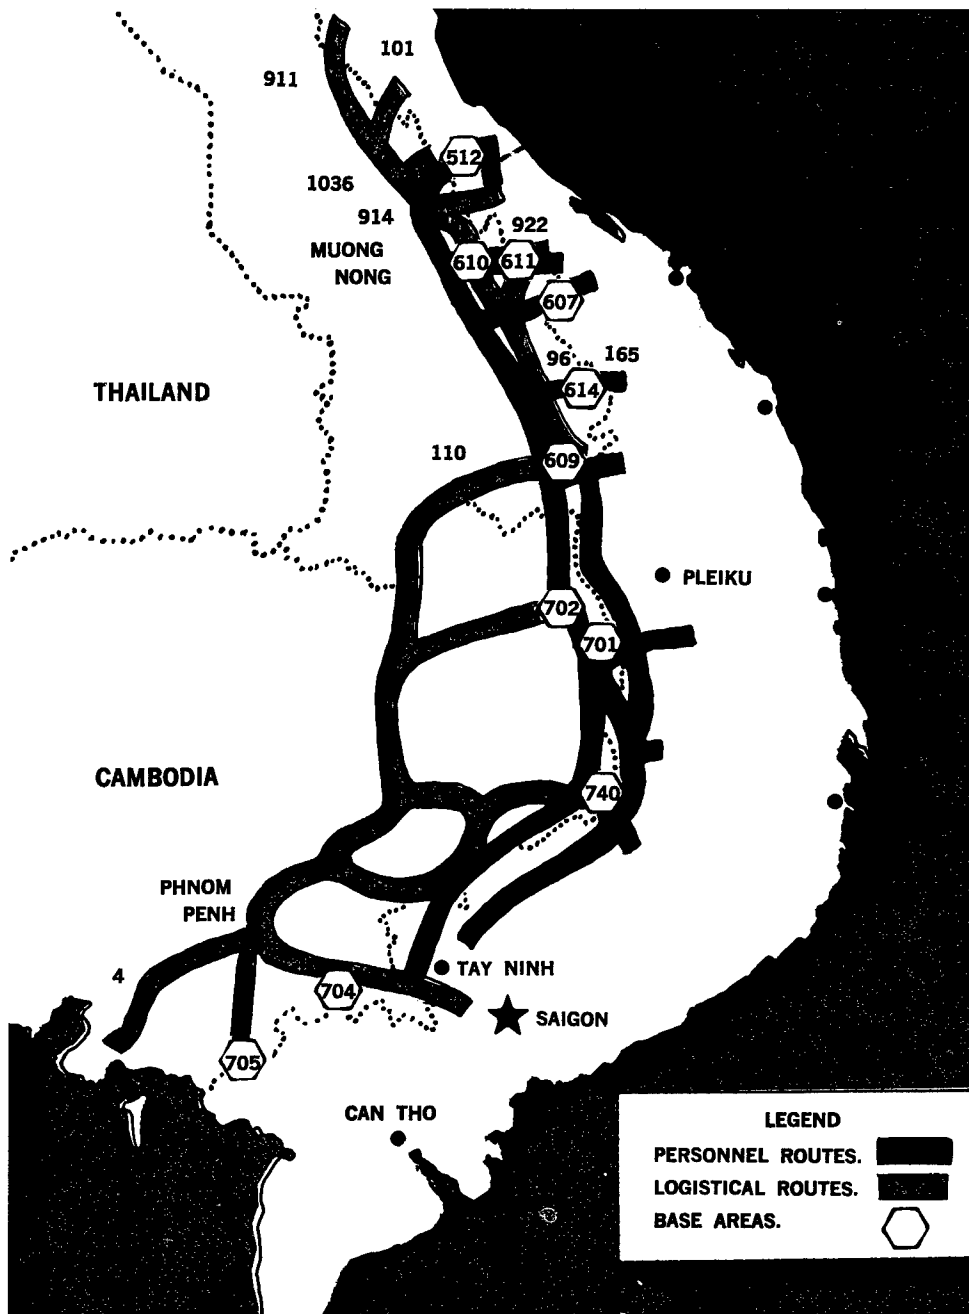 101
911
512
1036
914
922
MUONG
NONG
610
611
607
96
165
THAILAND
614
110
609
PLEIKU
702
701
CAMBODIA
740
PHNOM
PENH
4
TAY NINH
704
SAIGON
705
CAN THO
LEGEND
PERSONNEL ROUTES.
LOGISTICAL ROUTES.
BASE AREAS.